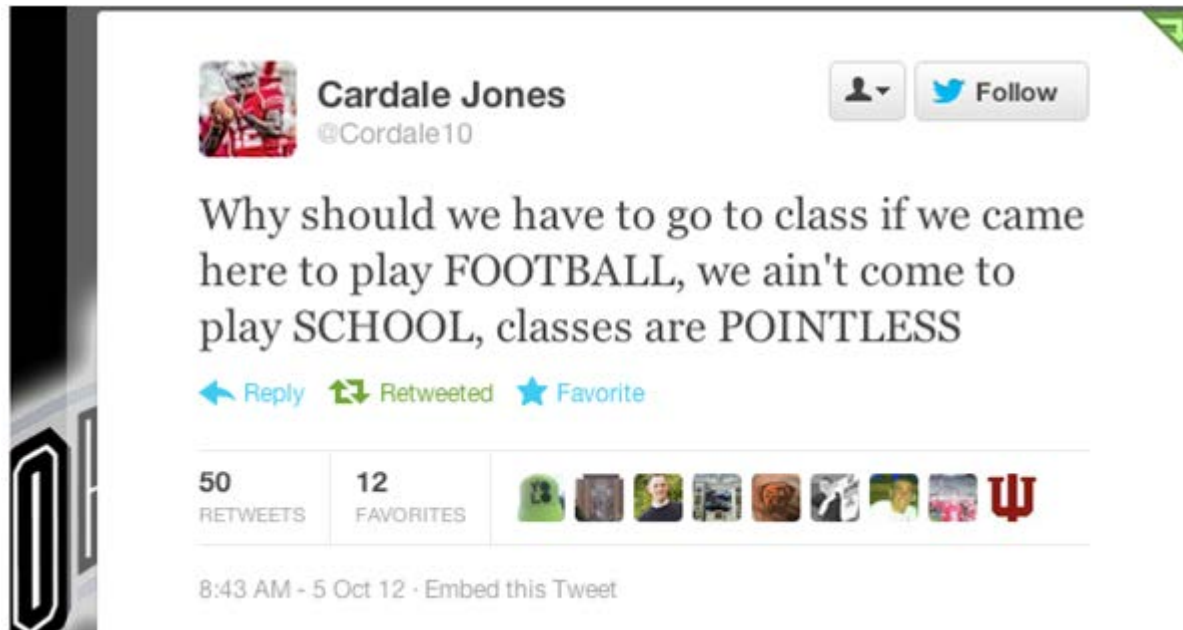 Cardale Jones
@Cordale10
Follow
Why should we have to go to class if we came
here to play FOOTBALL, we ain't come to
play SCHOOL, classes are POINTLESS
Reply Retweeted Favorite
50 12
RETWEETS FAVORITES
8:43 AM - 5 Oct 12 · Embed this Tweet